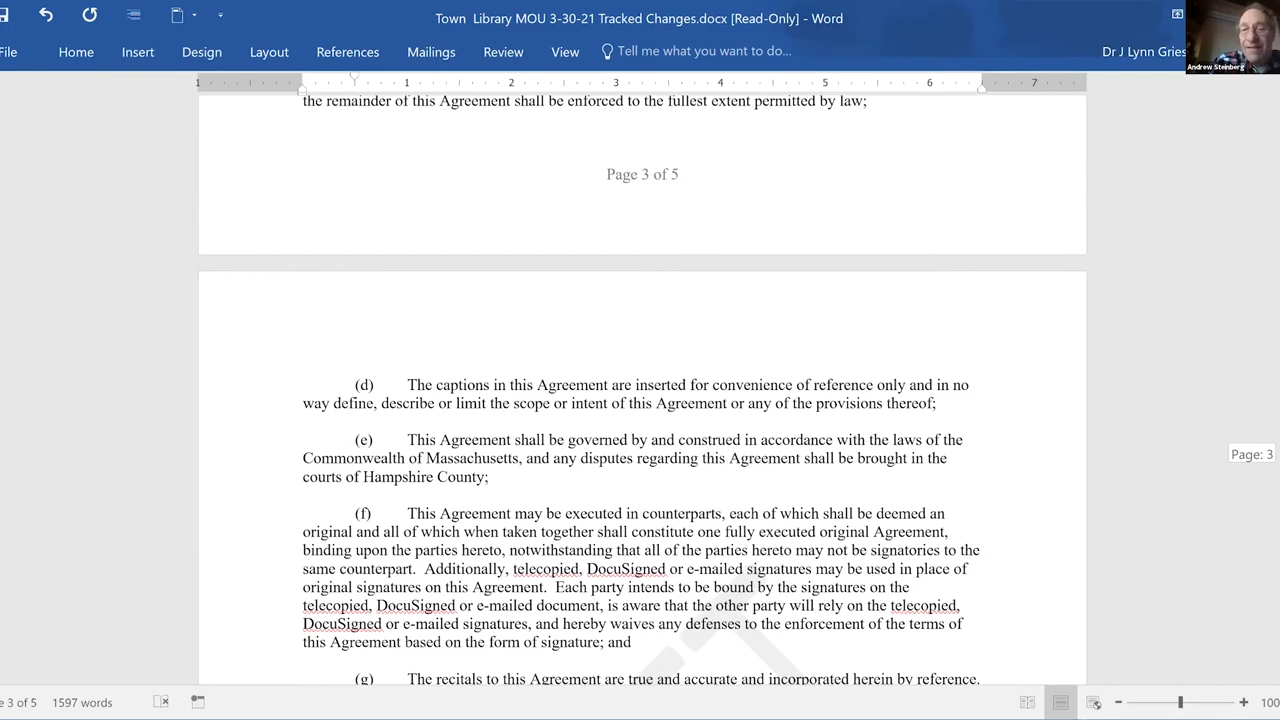 Town Library MOU 3-30-21 Tracked Changes.docx [Read-Only] - Word
File Home Insert Design Layout References Mailings Review View Tell me what you want to do... Dr J Lynn Gries
Andrew Steinberg
1 1 2 3 4 5 6 7
the remainder of this Agreement shall be enforced to the fullest extent permitted by law;
Page 3 of 5
(d) The captions in this Agreement are inserted for convenience of reference only and in no
way define, describe or limit the scope or intent of this Agreement or any of the provisions thereof;
(e) This Agreement shall be governed by and construed in accordance with the laws of the
Commonwealth of Massachusetts, and any disputes regarding this Agreement shall be brought in the
courts of Hampshire County;
Page: 3
(f) This Agreement may be executed in counterparts, each of which shall be deemed an
original and all of which when taken together shall constitute one fully executed original Agreement,
binding upon the parties hereto, notwithstanding that all of the parties hereto may not be signatories to the
same counterpart. Additionally, telecopied, DocuSigned or e-mailed signatures may be used in place of
original signatures on this Agreement. Each party intends to be bound by the signatures on the
telecopied, DocuSigned or e-mailed document, is aware that the other party will rely on the telecopied,
DocuSigned or e-mailed signatures, and hereby waives any defenses to the enforcement of the terms of
this Agreement based on the form of signature; and
(g) The recitals to this Agreement are true and accurate and incorporated herein by reference.
e 3 of 5 1597 words 100